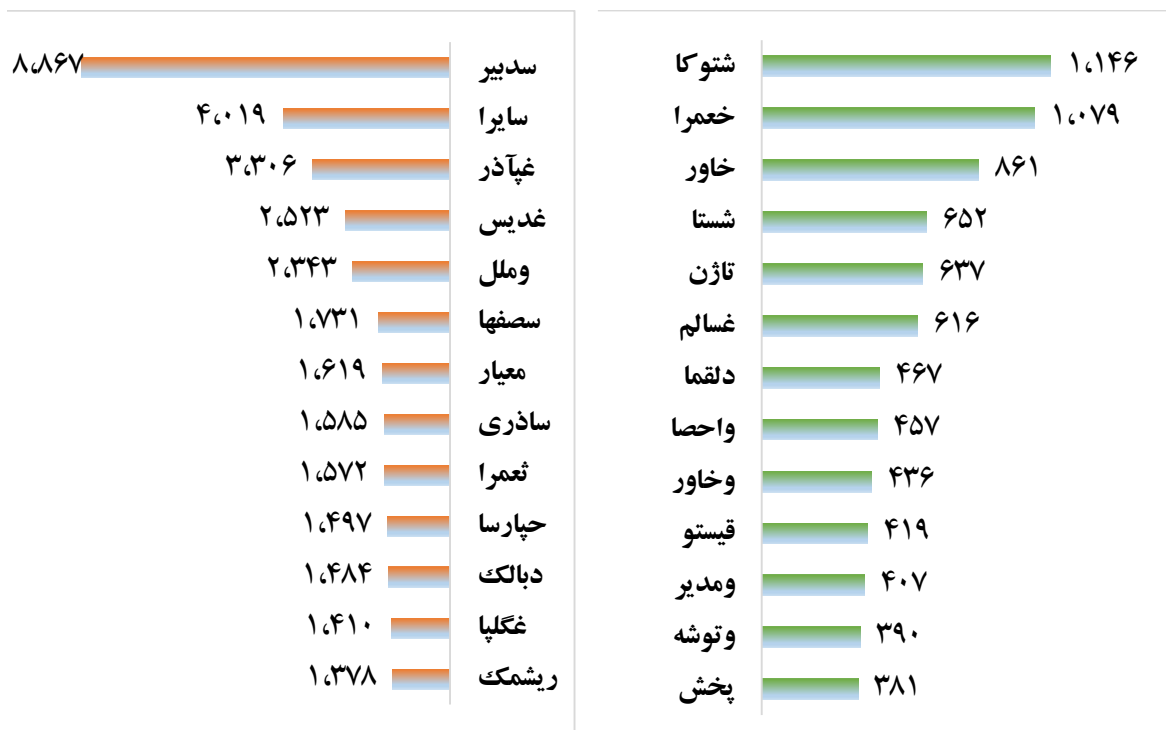 شتوکا ۱،۱۴۶
خعمرا ۱،۰۷۹
خاور ۸۶۱
شستا ۶۵۲
تاژن ۶۳۷
غسالم ۶۱۶
دلقما ۴۶۷
واحصا ۴۵۷
وخاور ۴۳۶
قیستو ۴۱۹
ومدیر ۴۰۷
وتوشه ۳۹۰
پخش ۳۸۱
سدبیر ۸،۸۶۷
سایرا ۴،۰۱۹
غپآذر ۳،۳۰۶
غدیس ۲،۵۲۳
وملل ۲،۳۴۳
سصفها ۱،۷۳۱
معیار ۱،۶۱۹
ساذری ۱،۵۸۵
ثعمرا ۱،۵۷۲
حپارسا ۱،۴۹۷
دبالک ۱،۴۸۴
غگلپا ۱،۴۱۰
ریشمک ۱،۳۷۸